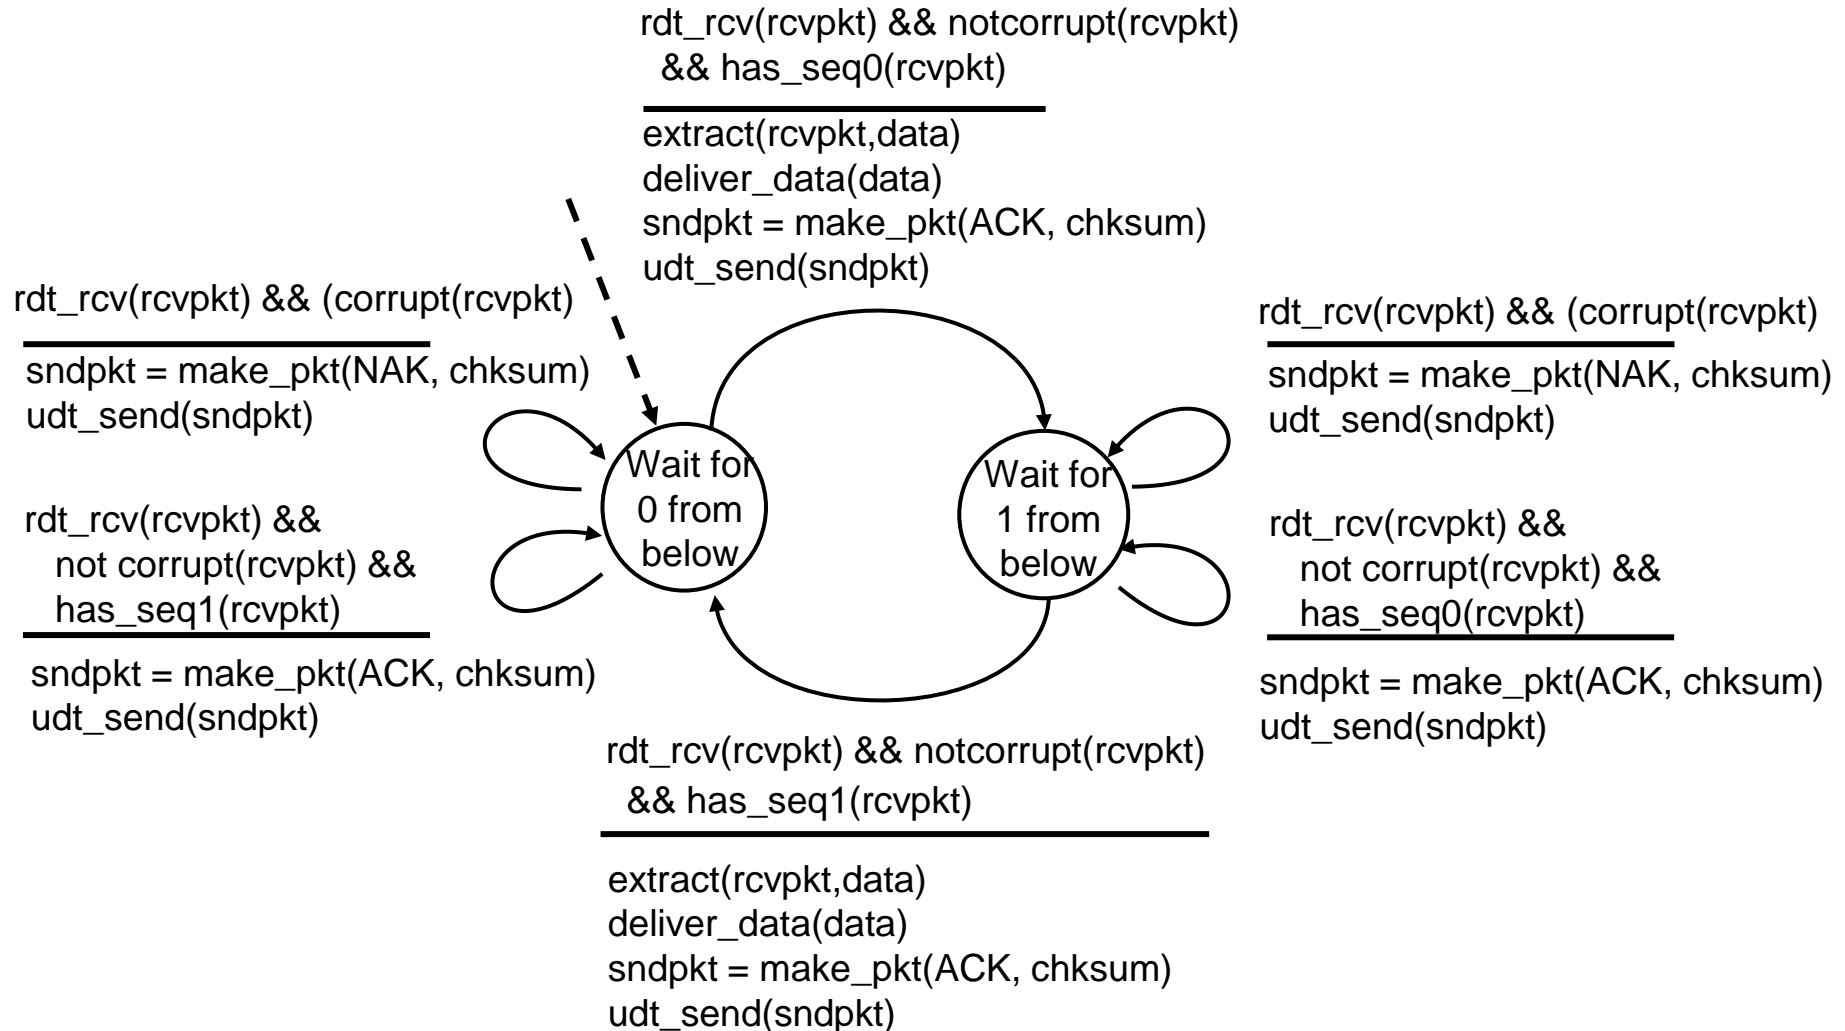 rdt_rcv(rcvpkt) && notcorrupt(rcvpkt)
&& has_seq0(rcvpkt)
extract(rcvpkt,data)
deliver_data(data)
sndpkt = make_pkt(ACK, chksum)
udt_send(sndpkt)
rdt_rcv(rcvpkt) && (corrupt(rcvpkt)
sndpkt = make_pkt(NAK, chksum)
udt_send(sndpkt)
rdt_rcv(rcvpkt) &&
not corrupt(rcvpkt) &&
has_seq1(rcvpkt)
sndpkt = make_pkt(ACK, chksum)
udt_send(sndpkt)
Wait for
0 from
below
Wait for
1 from
below
rdt_rcv(rcvpkt) && (corrupt(rcvpkt)
sndpkt = make_pkt(NAK, chksum)
udt_send(sndpkt)
rdt_rcv(rcvpkt) &&
not corrupt(rcvpkt) &&
has_seq0(rcvpkt)
sndpkt = make_pkt(ACK, chksum)
udt_send(sndpkt)
rdt_rcv(rcvpkt) && notcorrupt(rcvpkt)
&& has_seq1(rcvpkt)
extract(rcvpkt,data)
deliver_data(data)
sndpkt = make_pkt(ACK, chksum)
udt_send(sndpkt)